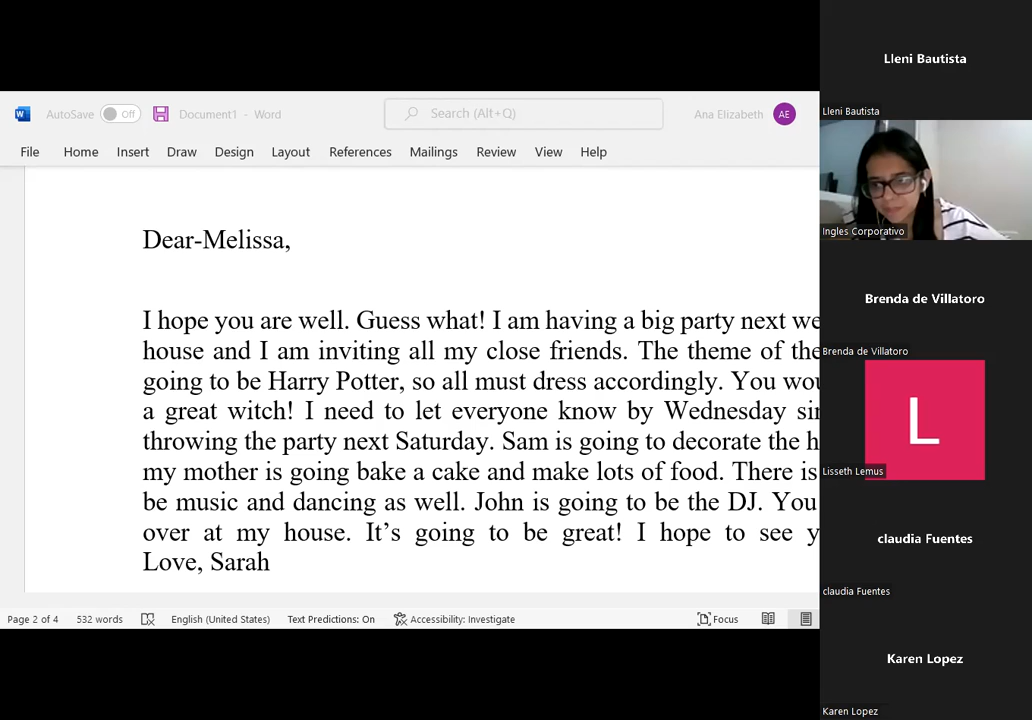 Lleni Bautista
Lleni Bautista
AutoSave Off Document1 - Word Search (Alt+Q) Ana Elizabeth AE
File Home Insert Draw Design Layout References Mailings Review View Help
Ingles Corporativo
Dear-Melissa,
I hope you are well. Guess what! I am having a big party next
house and I am inviting all my close friends. The theme of the
going to be Harry Potter, so all must dress accordingly. You
a great witch! I need to let everyone know by Wednesday
throwing the party next Saturday. Sam is going to decorate the
my mother is going bake a cake and make lots of food. There is
be music and dancing as well. John is going to be the DJ. You
over at my house. It's going to be great! I hope to see
Love, Sarah
Brenda de Villatoro
Brenda de Villatoro
L
Lisseth Lemus
claudia Fuentes
claudia Fuentes
Page 2 of 4 532 words English (United States) Text Predictions: On Accessibility: Investigate Focus
Karen Lopez
Karen Lopez